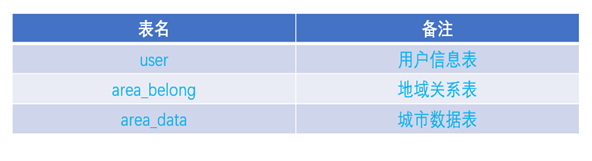 表名 备注
user 用户信息表
area_belong 地域关系表
area_data 城市数据表